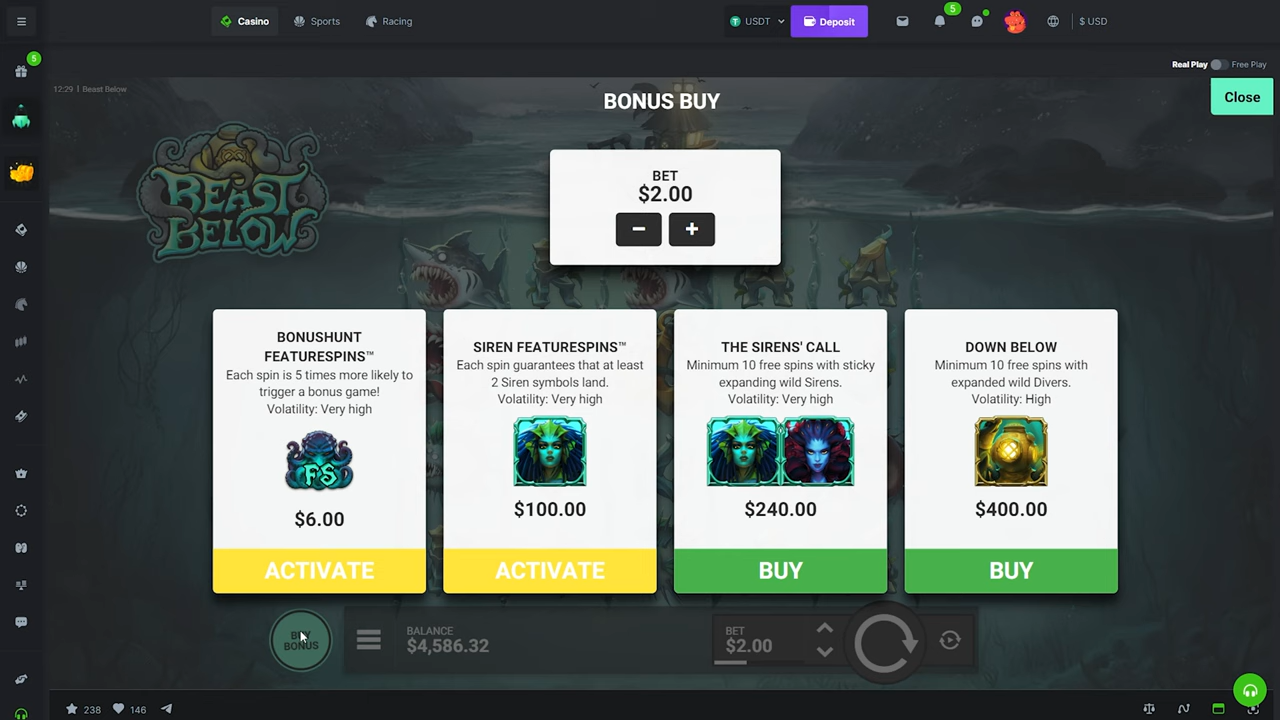 Casino
Sports
Racing
USDT
Deposit
5
$ USD
5
Real Play
Free Play
12:29 | Beast Below
BONUS BUY
Close
BEAST
BELOW
BET
$2.00
−
+
BONUSHUNT
FEATURESPINS™
Each spin is 5 times more likely to
trigger a bonus game!
Volatility: Very high
FS
$6.00
ACTIVATE
SIREN FEATURESPINS™
Each spin guarantees that at least
2 Siren symbols land.
Volatility: Very high
$100.00
ACTIVATE
THE SIRENS' CALL
Minimum 10 free spins with sticky
expanding wild Sirens.
Volatility: Very high
$240.00
BUY
DOWN BELOW
Minimum 10 free spins with
expanded wild Divers.
Volatility: High
$400.00
BUY
BUY
BONUS
BALANCE
$4,586.32
BET
$2.00
238
146